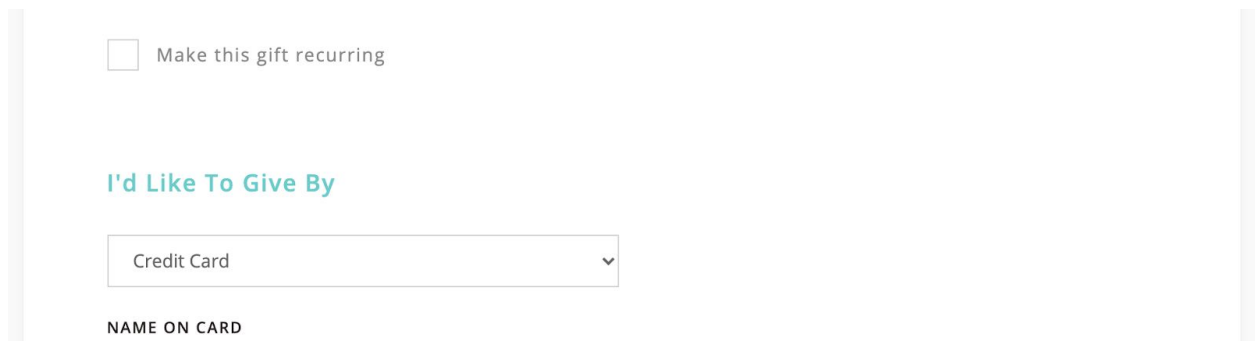 Make this gift recurring
I'd Like To Give By
Credit Card
NAME ON CARD